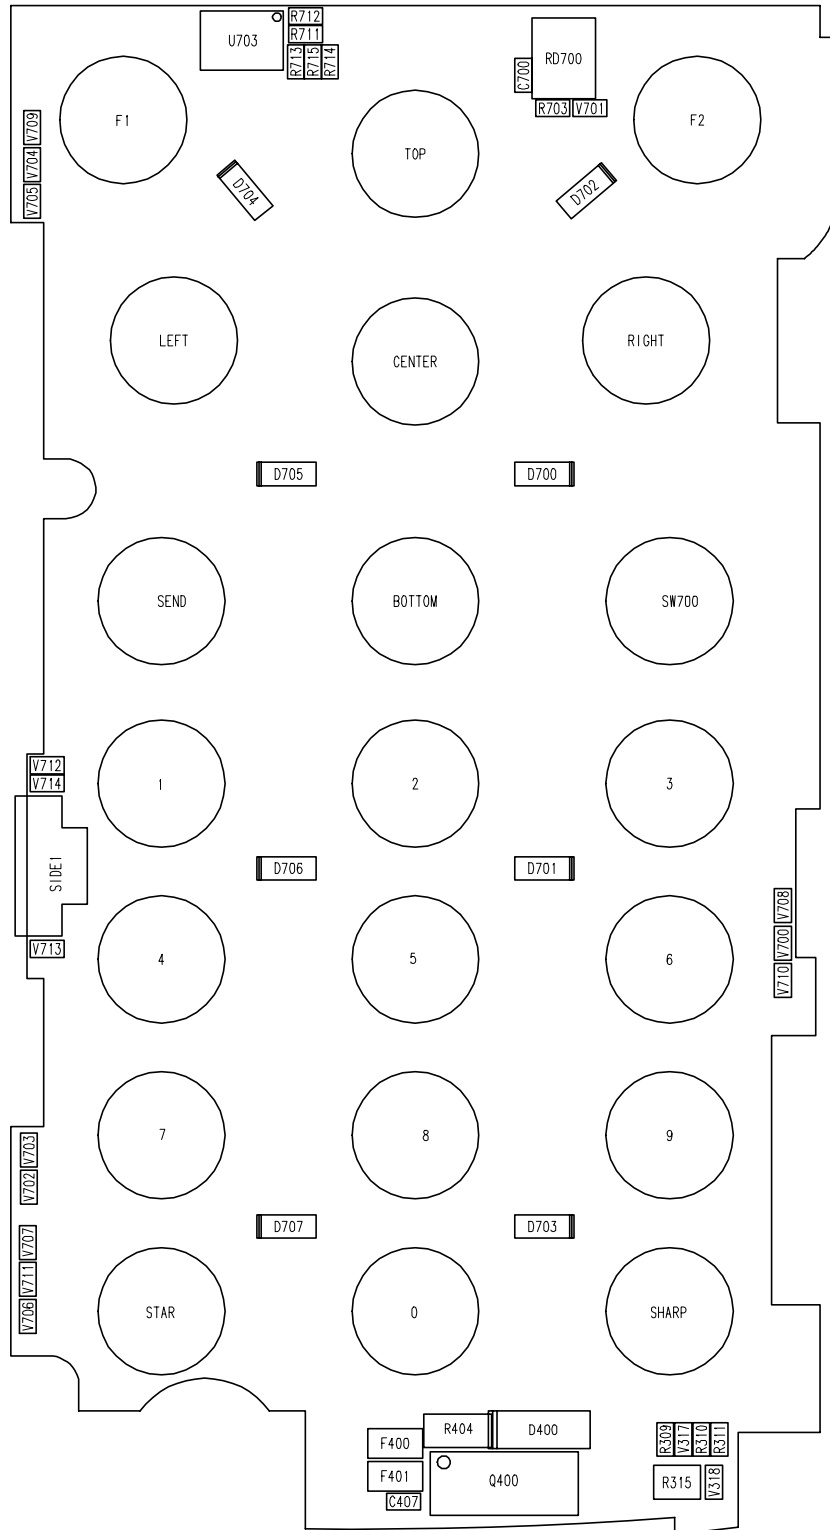 R712
R711
U703
R713
R715
R714
RD700
C700
R703
V701
V709
V704
V705
F1
TOP
F2
D704
D702
LEFT
CENTER
RIGHT
D705
D700
SEND
BOTTOM
SW700
V712
V714
1
2
3
SIDE1
D706
D701
V708
V700
V710
V713
4
5
6
V703
V702
7
8
9
V707
V711
V706
D707
D703
STAR
0
SHARP
R404
D400
F400
F401
C407
Q400
R309
V317
R310
R311
R315
V318